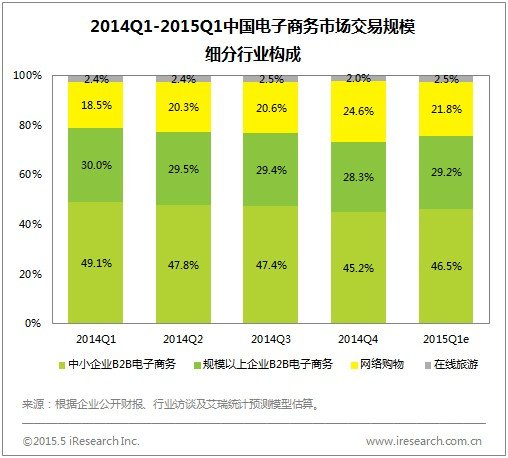 2014Q1-2015Q1中国电子商务市场交易规模
细分行业构成
100%
2.4% 2.4% 2.5% 2.0% 2.5%
18.5% 20.3% 20.6% 24.6% 21.8%
80%
30.0% 29.5% 29.4% 28.3% 29.2%
60%
40%
49.1% 47.8% 47.4% 45.2% 46.5%
20%
0%
2014Q1 2014Q2 2014Q3 2014Q4 2015Q1e
中小企业B2B电子商务 规模以上企业B2B电子商务 网络购物 在线旅游
来源：根据企业公开财报、行业访谈及艾瑞统计预测模型估算。
©2015.5 iResearch Inc. www.iresearch.com.cn